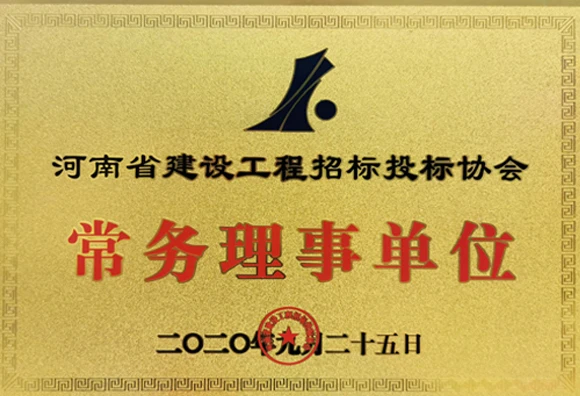 河南省建设工程招标投标协会
常务理事单位
二〇二〇年元月二十五日